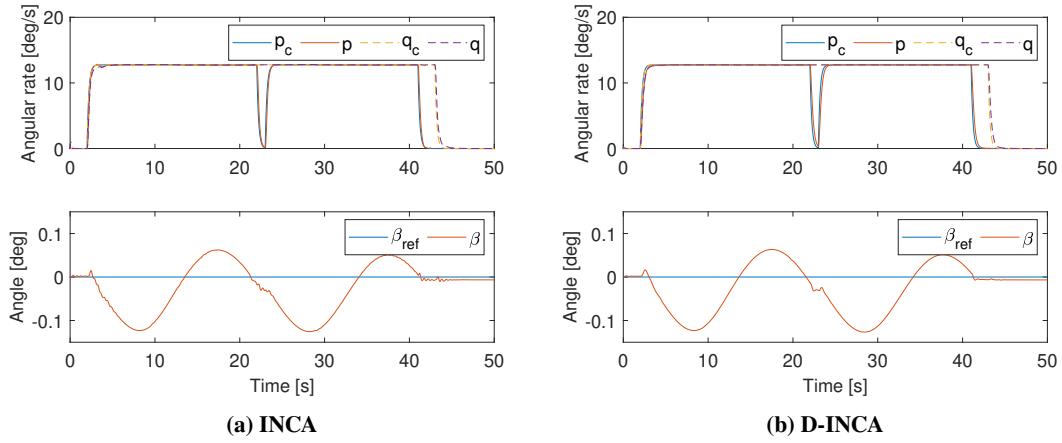 Angular rate [deg/s]
20
10
0
p_c p q_c q
0 10 20 30 40 50
Angle [deg]
0.1
0
-0.1
β_ref β
0 10 20 30 40 50
Time [s]
(a) INCA
Angular rate [deg/s]
20
10
0
p_c p q_c q
0 10 20 30 40 50
Angle [deg]
0.1
0
-0.1
β_ref β
0 10 20 30 40 50
Time [s]
(b) D-INCA